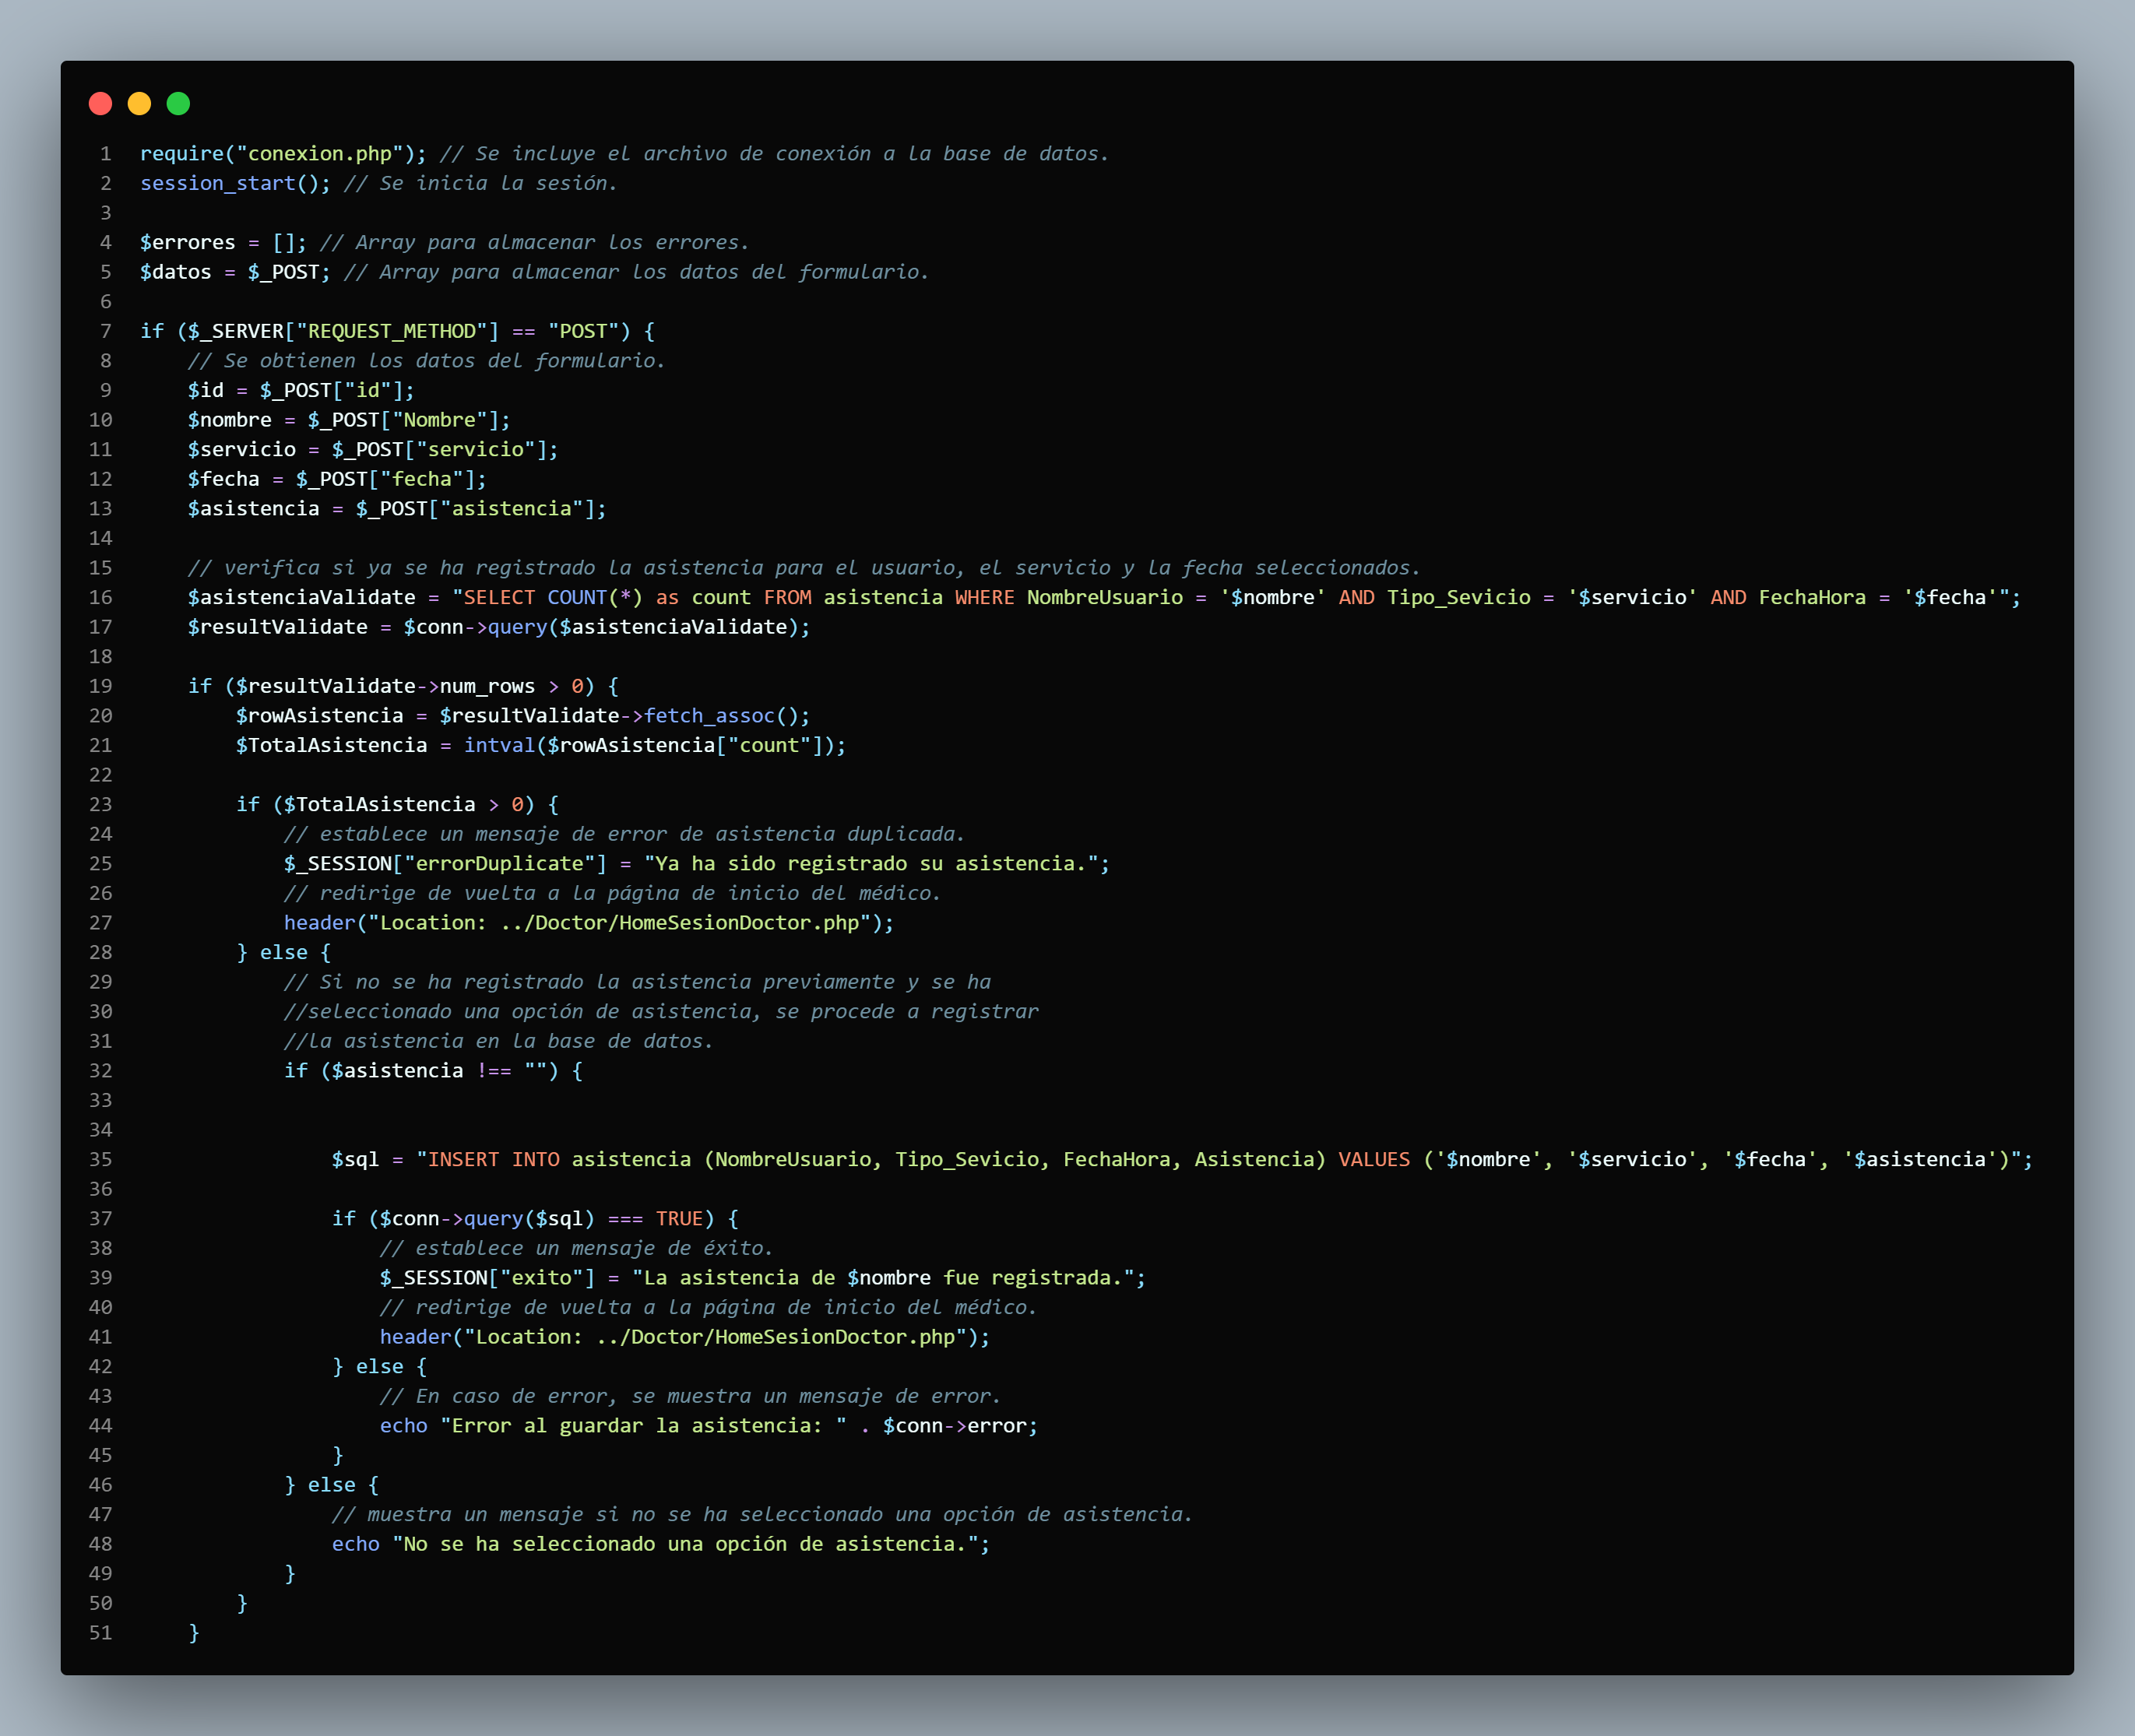 1 require("conexion.php"); // Se incluye el archivo de conexión a la base de datos.
2 session_start(); // Se inicia la sesión.
3
4 $errores = []; // Array para almacenar los errores.
5 $datos = $_POST; // Array para almacenar los datos del formulario.
6
7 if ($_SERVER["REQUEST_METHOD"] == "POST") {
8     // Se obtienen los datos del formulario.
9     $id = $_POST["id"];
10     $nombre = $_POST["Nombre"];
11     $servicio = $_POST["servicio"];
12     $fecha = $_POST["fecha"];
13     $asistencia = $_POST["asistencia"];
14
15     // verifica si ya se ha registrado la asistencia para el usuario, el servicio y la fecha seleccionados.
16     $asistenciaValidate = "SELECT COUNT(*) as count FROM asistencia WHERE NombreUsuario = '$nombre' AND Tipo_Sevicio = '$servicio' AND FechaHora = '$fecha'";
17     $resultValidate = $conn->query($asistenciaValidate);
18
19     if ($resultValidate->num_rows > 0) {
20         $rowAsistencia = $resultValidate->fetch_assoc();
21         $TotalAsistencia = intval($rowAsistencia["count"]);
22
23         if ($TotalAsistencia > 0) {
24             // establece un mensaje de error de asistencia duplicada.
25             $_SESSION["errorDuplicate"] = "Ya ha sido registrado su asistencia.";
26             // redirige de vuelta a la página de inicio del médico.
27             header("Location: ../Doctor/HomeSesionDoctor.php");
28         } else {
29             // Si no se ha registrado la asistencia previamente y se ha
30             //seleccionado una opción de asistencia, se procede a registrar
31             //la asistencia en la base de datos.
32             if ($asistencia !== "") {
33
34
35                 $sql = "INSERT INTO asistencia (NombreUsuario, Tipo_Sevicio, FechaHora, Asistencia) VALUES ('$nombre', '$servicio', '$fecha', '$asistencia')";
36
37                 if ($conn->query($sql) === TRUE) {
38                     // establece un mensaje de éxito.
39                     $_SESSION["exito"] = "La asistencia de $nombre fue registrada.";
40                     // redirige de vuelta a la página de inicio del médico.
41                     header("Location: ../Doctor/HomeSesionDoctor.php");
42                 } else {
43                     // En caso de error, se muestra un mensaje de error.
44                     echo "Error al guardar la asistencia: " . $conn->error;
45                 }
46             } else {
47                 // muestra un mensaje si no se ha seleccionado una opción de asistencia.
48                 echo "No se ha seleccionado una opción de asistencia.";
49             }
50         }
51     }